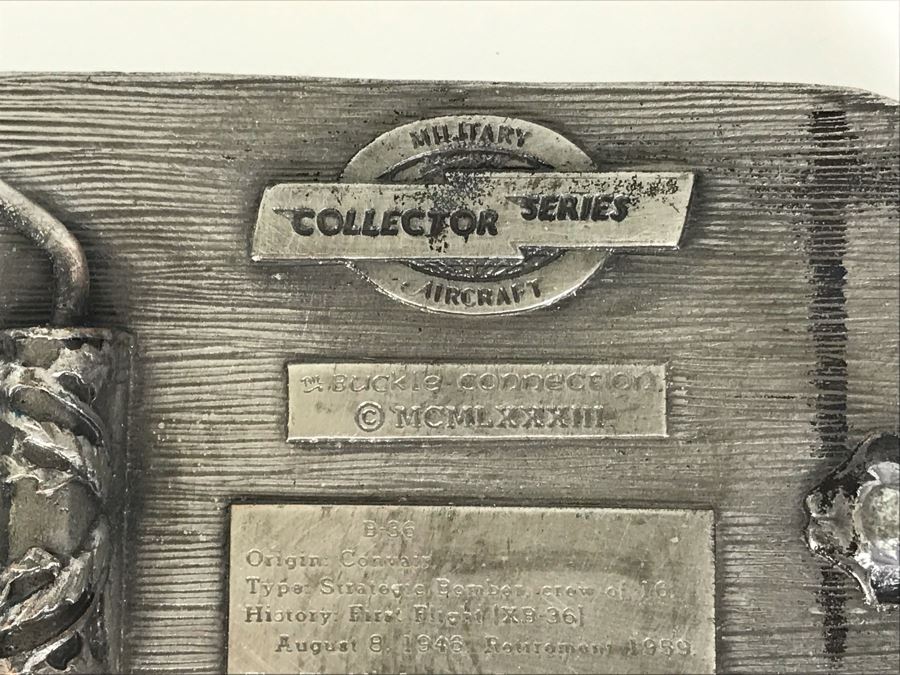 MILITARY
COLLECTOR SERIES
AIRCRAFT
The Buckle Connection
© MCMLXXXIII
B-36
Origin: Convair
Type: Strategic Bomber, crew of 16.
History: First Flight [XB-36]
August 8, 1946. Retirement 1959.